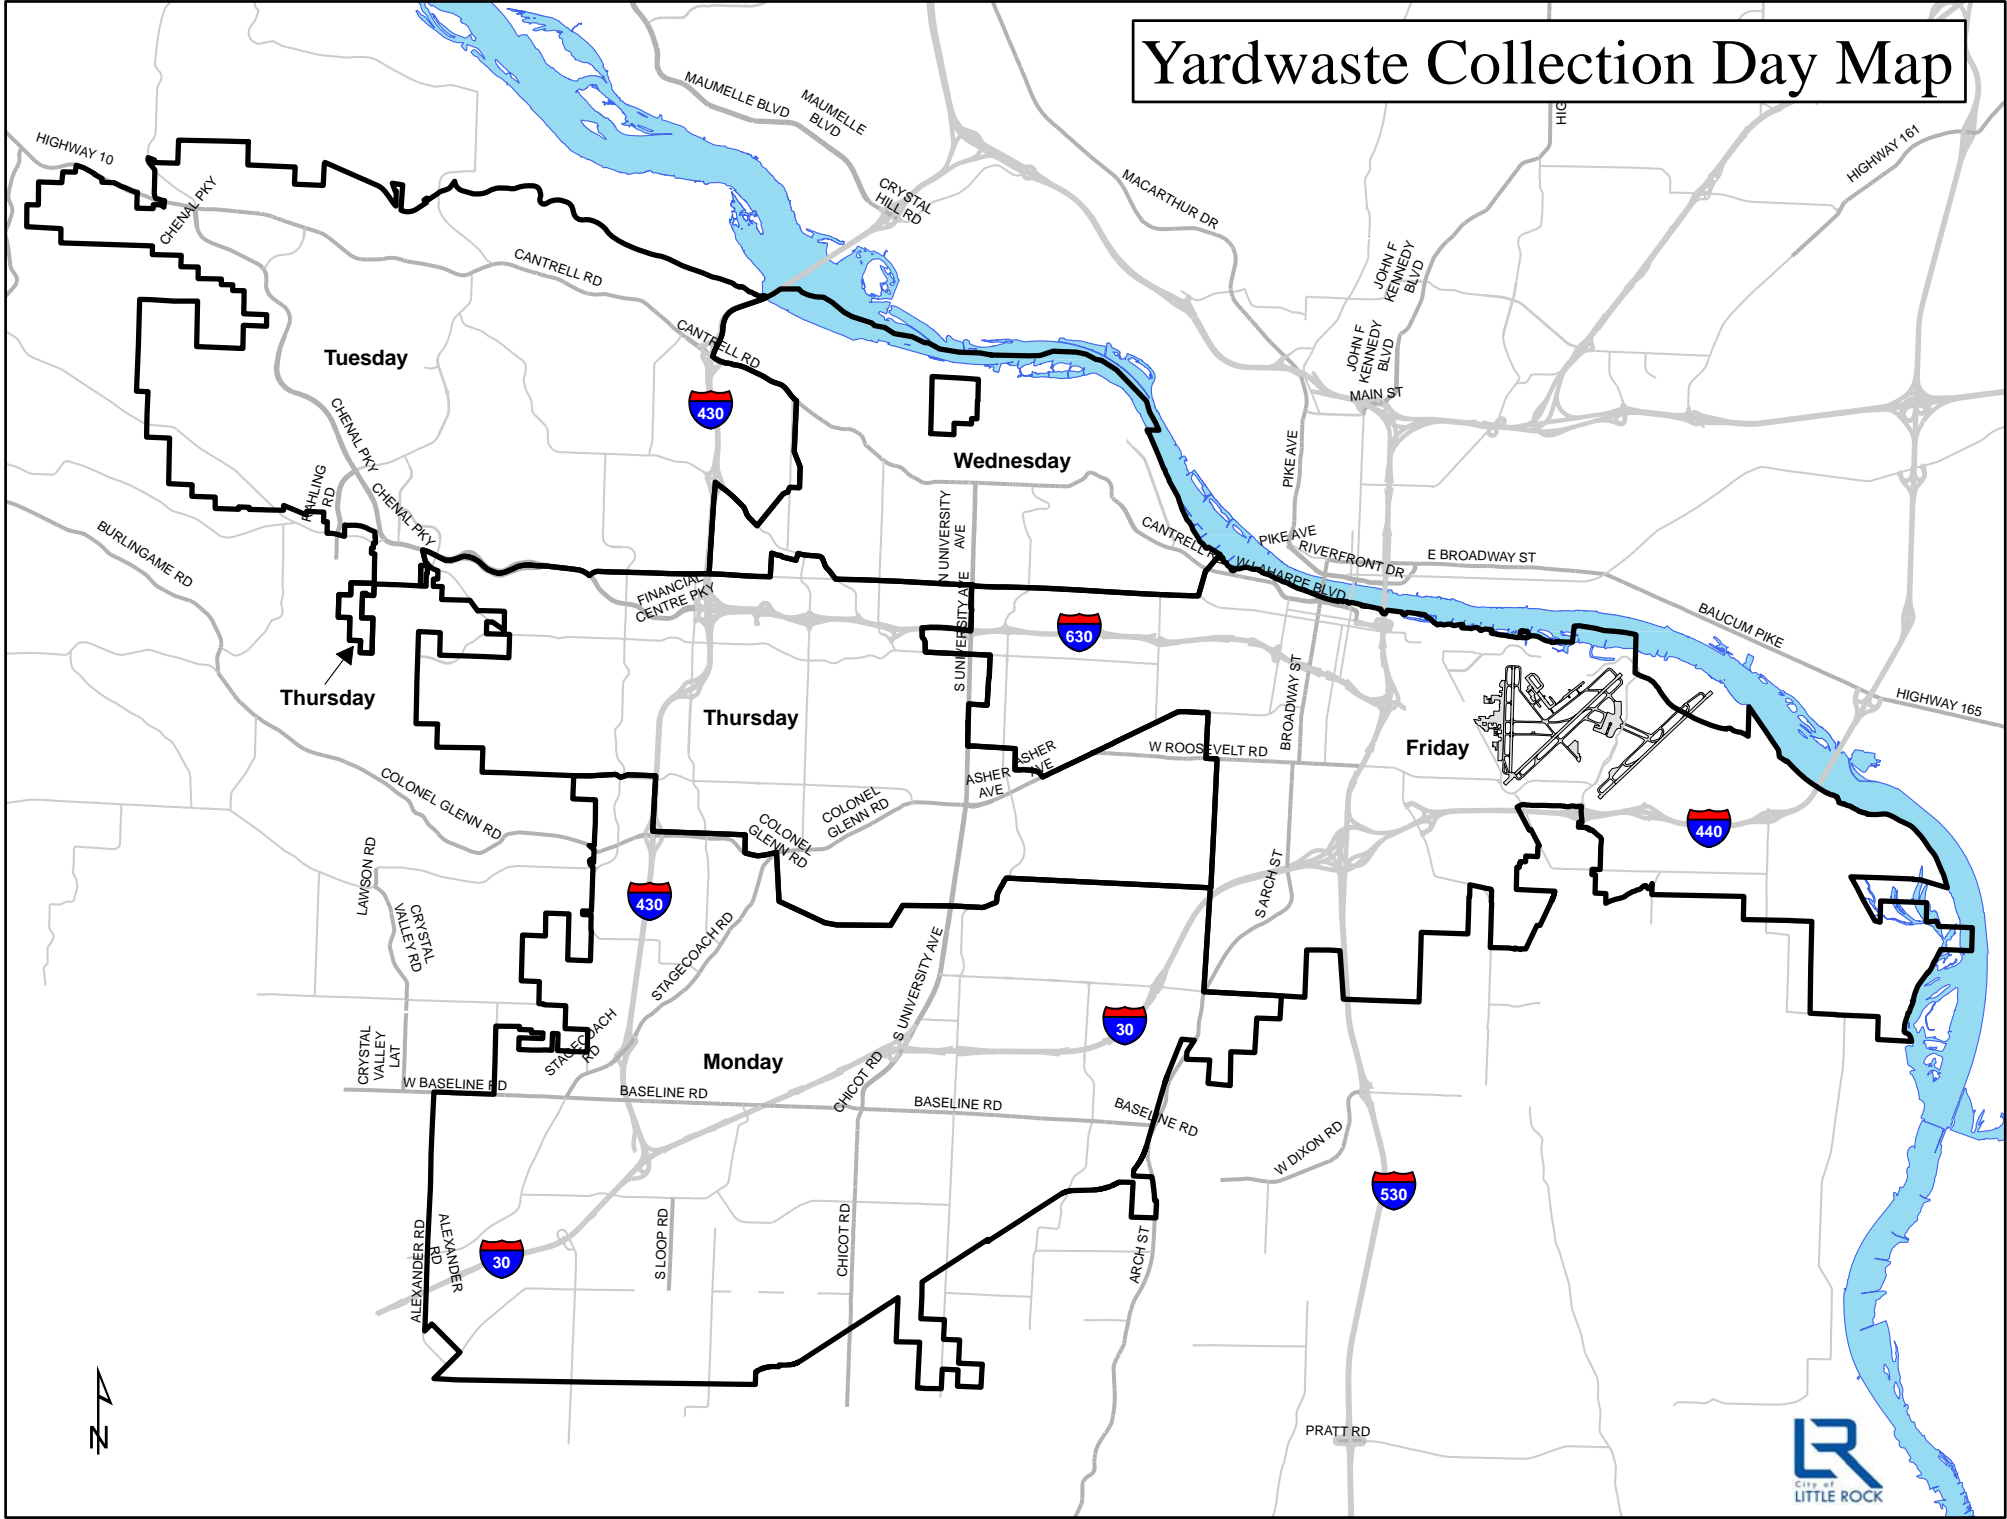 Yardwaste Collection Day Map
MAUMELLE BLVD
MAUMELLE
BLVD
HIG
HIGHWAY 161
HIGHWAY 10
CHENAL PKY
CRYSTAL
HILL RD
MACARTHUR DR
CANTRELL RD
JOHN F
KENNEDY
BLVD
CANTRELL RD
JOHN F
KENNEDY
BLVD
Tuesday
MAIN ST
430
CHENAL PKY
PIKE AVE
Wednesday
RAHLING
RD
CHENAL PKY
N UNIVERSITY
AVE
BURLINGAME RD
CANTRELL RD
PIKE AVE
RIVERFRONT DR
E BROADWAY ST
W LAHARPE BLVD
FINANCIAL
CENTRE PKY
S UNIVERSITY AVE
S UNIVERSITY AVE
630
BAUCUM PIKE
BROADWAY ST
Thursday
HIGHWAY 165
Thursday
Friday
W ROOSEVELT RD
ASHER
AVE
ASHER
AVE
COLONEL GLENN RD
COLONEL
GLENN RD
COLONEL
GLENN RD
440
LAWSON RD
430
S ARCH ST
CRYSTAL
VALLEY RD
STAGECOACH RD
S UNIVERSITY AVE
30
STAGECOACH
RD
CRYSTAL
VALLEY
LAT
Monday
CHICOT RD
W BASELINE RD
BASELINE RD
BASELINE RD
BASELINE RD
W DIXON RD
530
ALEXANDER RD
ALEXANDER
RD
S LOOP RD
CHICOT RD
ARCH ST
30
PRATT RD
N
LR
City of
LITTLE ROCK